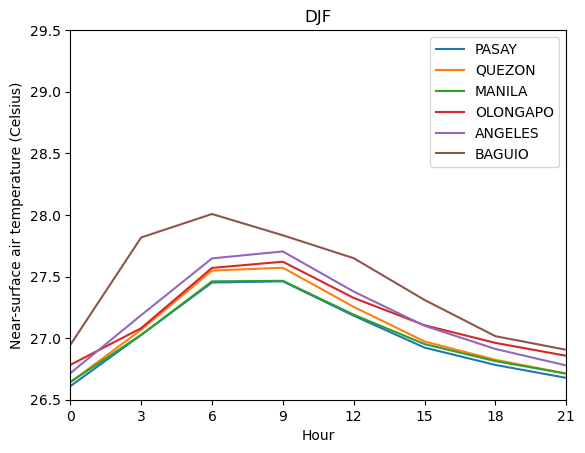 DJF
29.5
29.0
28.5
28.0
27.5
27.0
26.5
Near-surface air temperature (Celsius)
PASAY
QUEZON
MANILA
OLONGAPO
ANGELES
BAGUIO
0 3 6 9 12 15 18 21
Hour